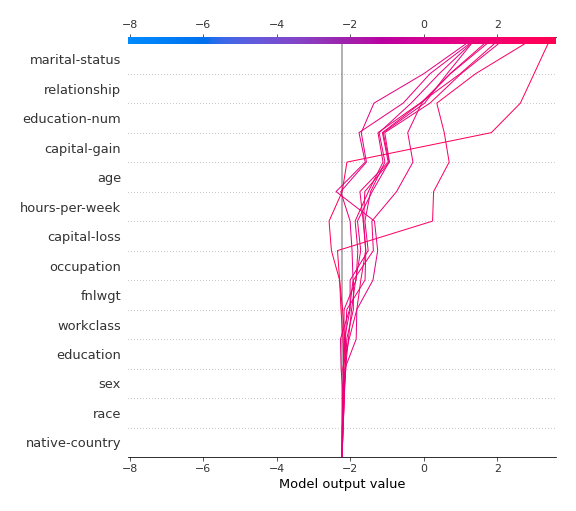 −8 −6 −4 −2 0 2
marital-status
relationship
education-num
capital-gain
age
hours-per-week
capital-loss
occupation
fnlwgt
workclass
education
sex
race
native-country
−8 −6 −4 −2 0 2
Model output value